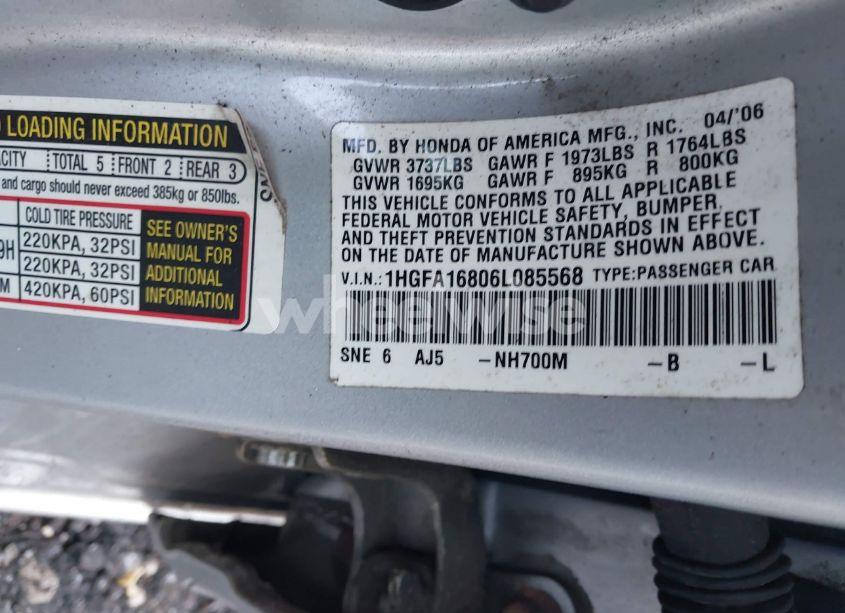 LOADING INFORMATION
TOTAL 5 FRONT 2 REAR 3
and cargo should never exceed 385kg or 850lbs.
COLD TIRE PRESSURE
220KPA, 32PSI
220KPA, 32PSI
420KPA, 60PSI
SEE OWNER'S
MANUAL FOR
ADDITIONAL
INFORMATION
MFD. BY HONDA OF AMERICA MFG., INC. 04/'06
GVWR 3737LBS GAWR F 1973LBS R 1764LBS
GVWR 1695KG GAWR F 895KG R 800KG
THIS VEHICLE CONFORMS TO ALL APPLICABLE
FEDERAL MOTOR VEHICLE SAFETY, BUMPER,
AND THEFT PREVENTION STANDARDS IN EFFECT
ON THE DATE OF MANUFACTURE SHOWN ABOVE.
V.I.N.: 1HGFA16806L085568 TYPE:PASSENGER CAR
wheelwise
SNE 6 AJ5 -NH700M -B -L